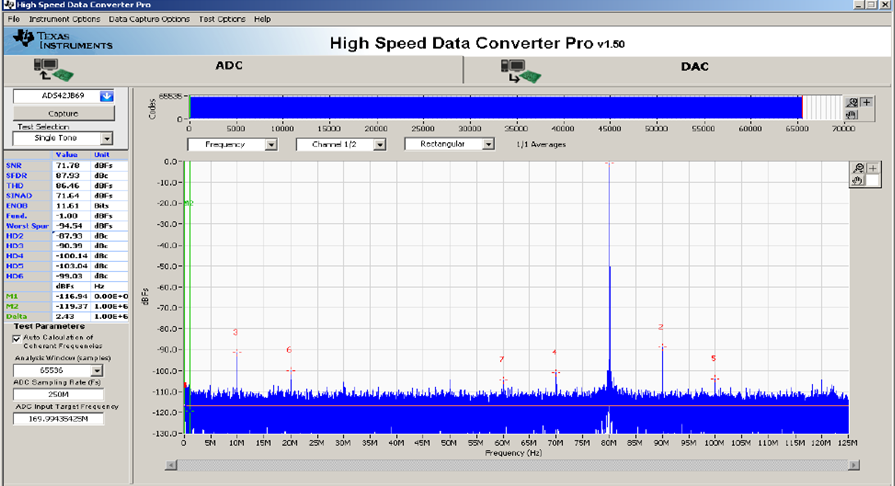 High Speed Data Converter Pro
File Instrument Options Data Capture Options Test Options Help
TEXAS INSTRUMENTS
High Speed Data Converter Pro v1.50
ADC
DAC
ADS42JB69
Capture
Test Selection
Single Tone
Value Unit
SNR 71.78 dBFs
SFDR 87.93 dBc
THD 86.46 dBFs
SINAD 71.64 dBFs
ENOB 11.61 Bits
Fund. -1.00 dBFs
Worst Spur -94.54 dBFs
HD2 -87.93 dBc
HD3 -90.39 dBc
HD4 -100.14 dBc
HD5 -103.04 dBc
HD6 -99.03 dBc
dBFs Hz
M1 -116.94 0.00E+0
M2 -119.37 1.00E+6
Delta 2.43 1.00E+6
Test Parameters
Auto Calculation of
Coherent Frequencies
Analysis Window (samples)
65536
ADC Sampling Rate (Fs)
250M
ADC Input Target Frequency
169.99435425M
Codes
65535
0
0 5000 10000 15000 20000 25000 30000 35000 40000 45000 50000 55000 60000 65000 70000
Frequency Channel 1/2 Rectangular 1/1 Averages
dBFs
0.0
-10.0
-20.0
-30.0
-40.0
-50.0
-60.0
-70.0
-80.0
-90.0
-100.0
-110.0
-120.0
-130.0
M2
3
6
?
4
2
5
0 5M 10M 15M 20M 25M 30M 35M 40M 45M 50M 55M 60M 65M 70M 75M 80M 85M 90M 95M 100M 105M 110M 115M 120M 125M
Frequency (Hz)